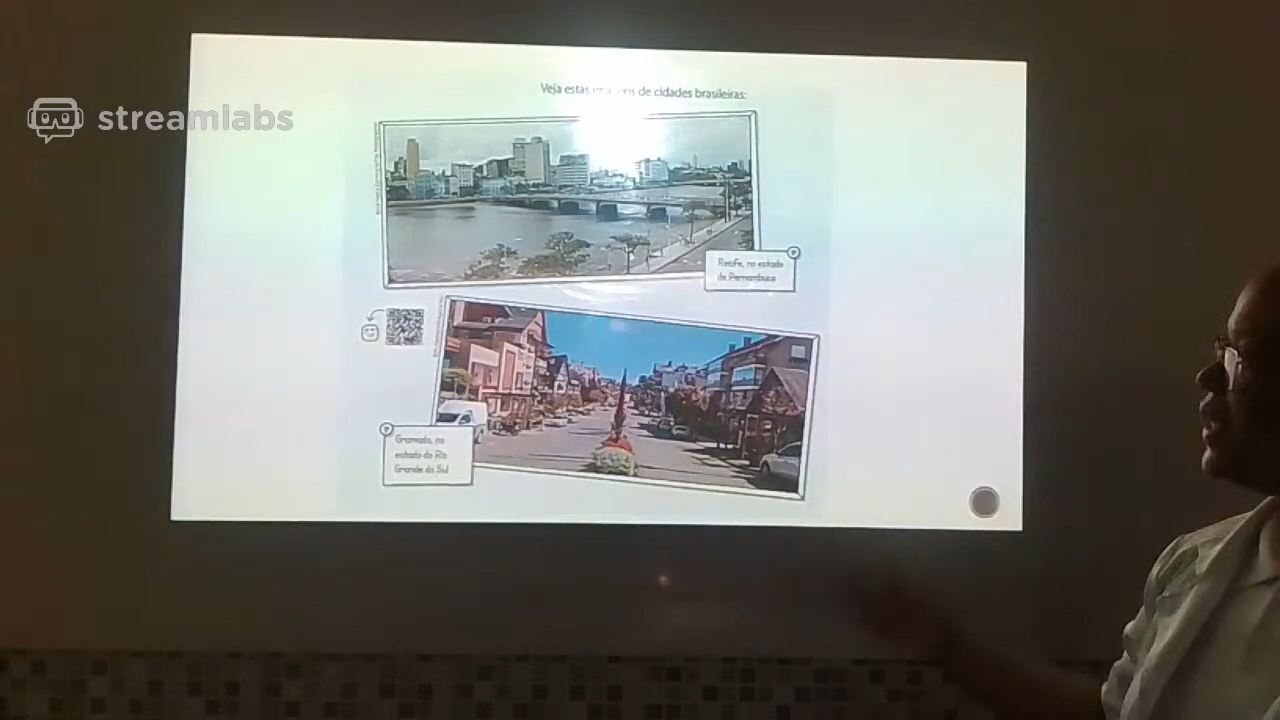 streamlabs
Veja estas imagens de cidades brasileiras:
Recife, no estado
de Pernambuco
Gramado, no
estado do Rio
Grande do Sul